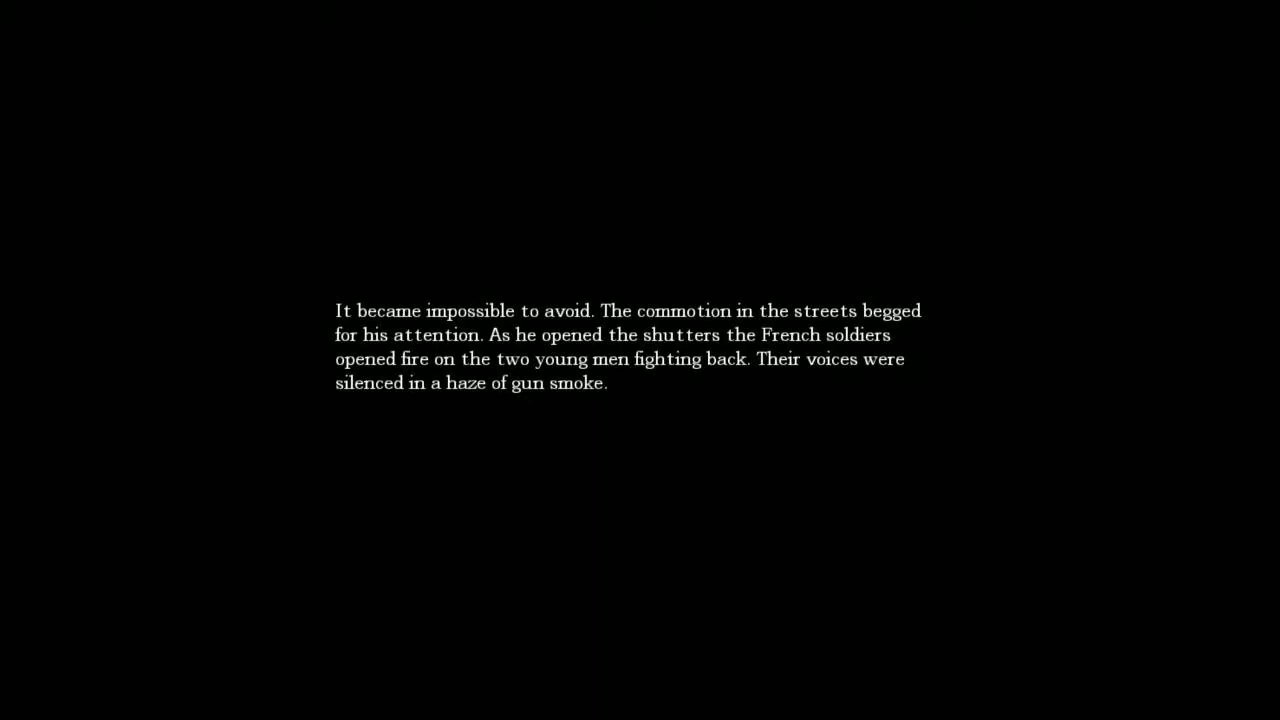 It became impossible to avoid. The commotion in the streets begged
for his attention. As he opened the shutters the French soldiers
opened fire on the two young men fighting back. Their voices were
silenced in a haze of gun smoke.